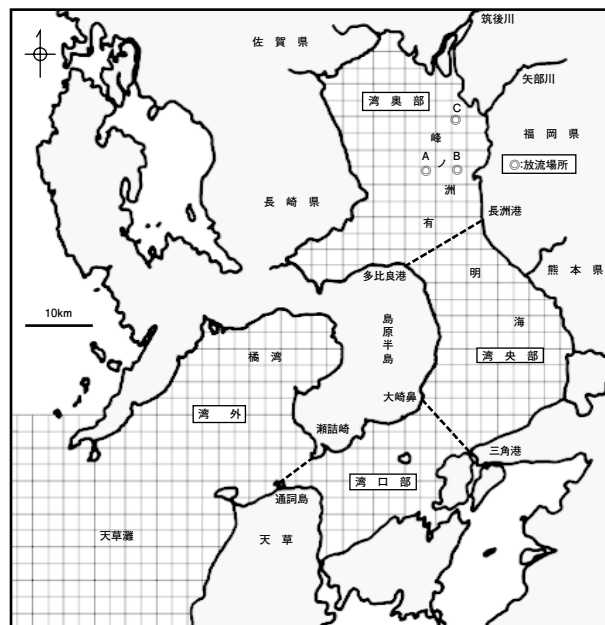 筑後川
佐賀県
矢部川
湾奥部
C
峰ノ洲
福岡県
A
B
◎:放流場所
長崎県
長洲港
有明海
多比良港
熊本県
10km
島原半島
橘湾
湾央部
大崎鼻
湾外
瀬詰崎
三角港
湾口部
通詞島
天草灘
天草